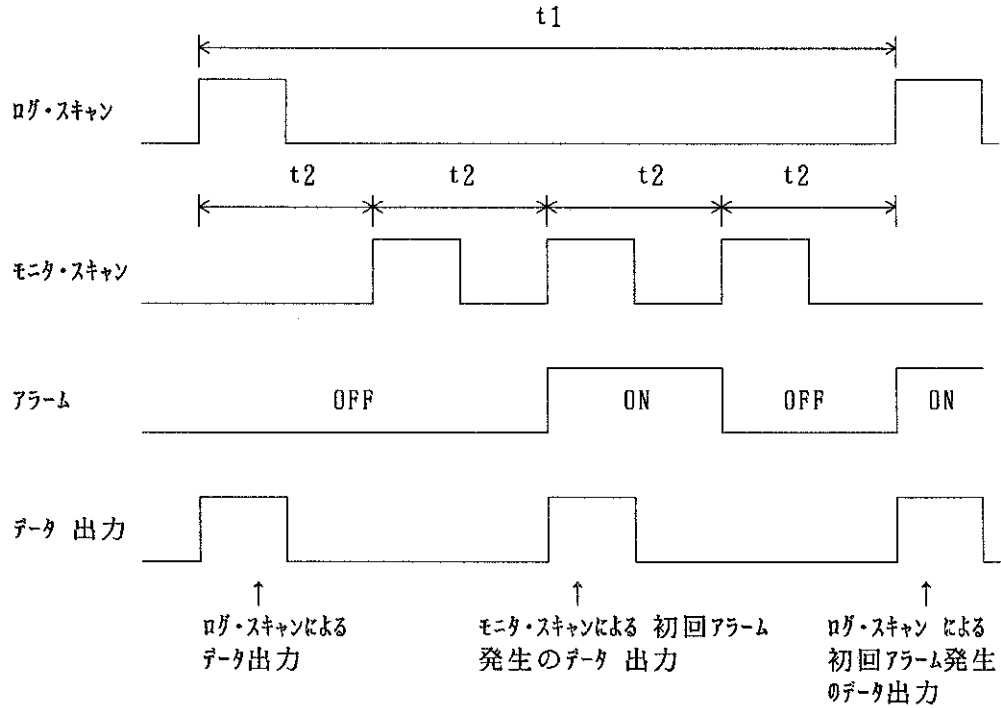 t1
ログ・スキャン
t2 t2 t2 t2
モニタ・スキャン
アラーム OFF ON OFF ON
データ 出力
↑ ↑ ↑
ログ・スキャンによる モニタ・スキャンによる 初回アラーム ログ・スキャン による
データ出力 発生のデータ 出力 初回アラーム発生
のデータ出力